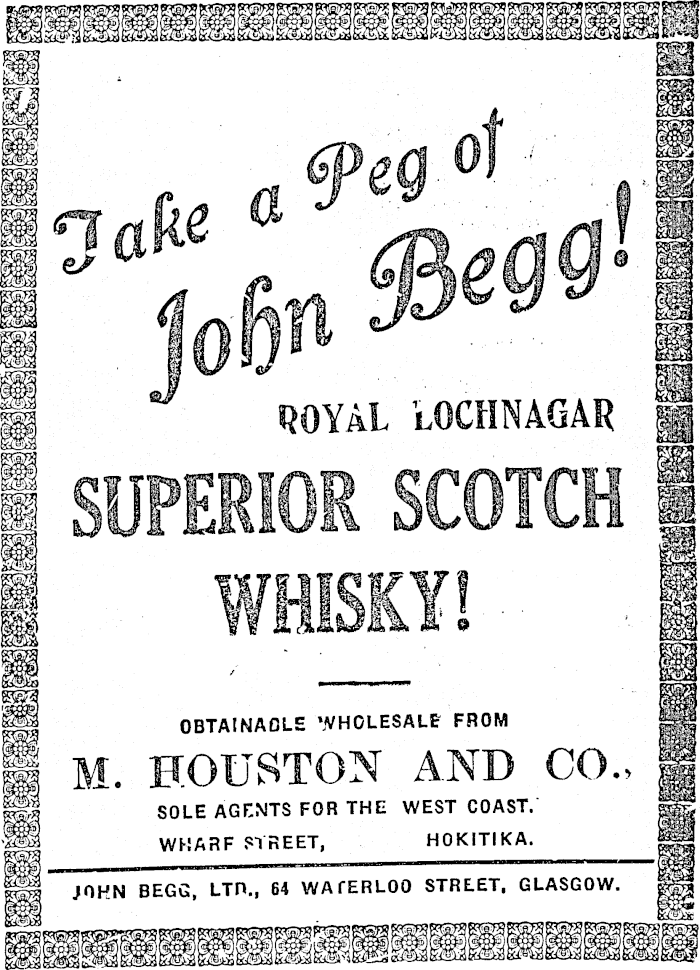 Take a Peg of
John Begg!
ROYAL LOCHNAGAR
SUPERIOR SCOTCH
WHISKY!
OBTAINABLE WHOLESALE FROM
M. HOUSTON AND CO.,
SOLE AGENTS FOR THE WEST COAST.
WHARF STREET, HOKITIKA.
JOHN BEGG, LTD., 64 WATERLOO STREET, GLASGOW.